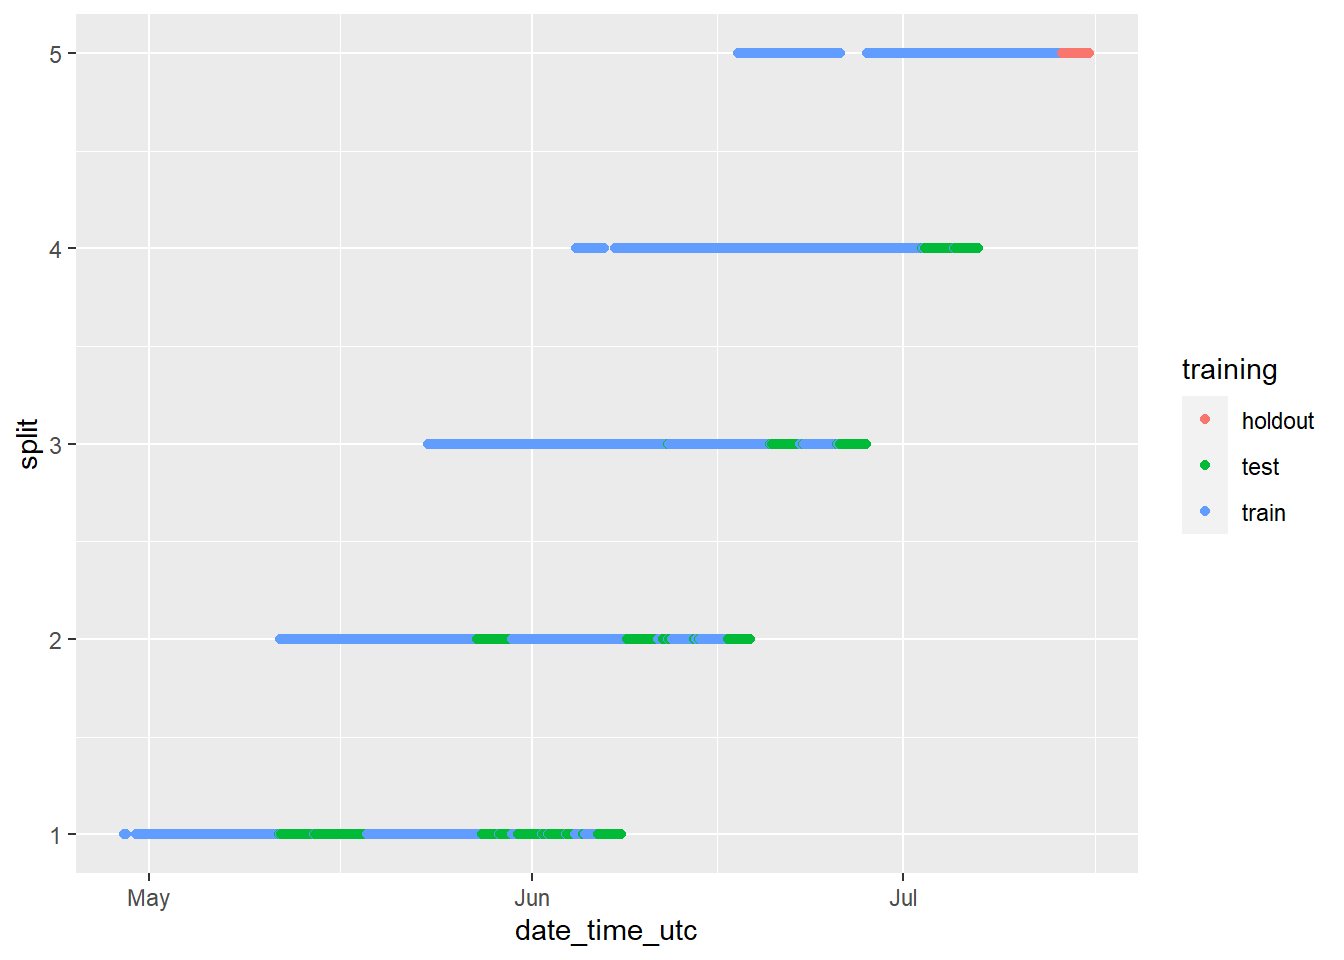 5
4
3
2
1
split
May Jun Jul
date_time_utc
training
holdout
test
train